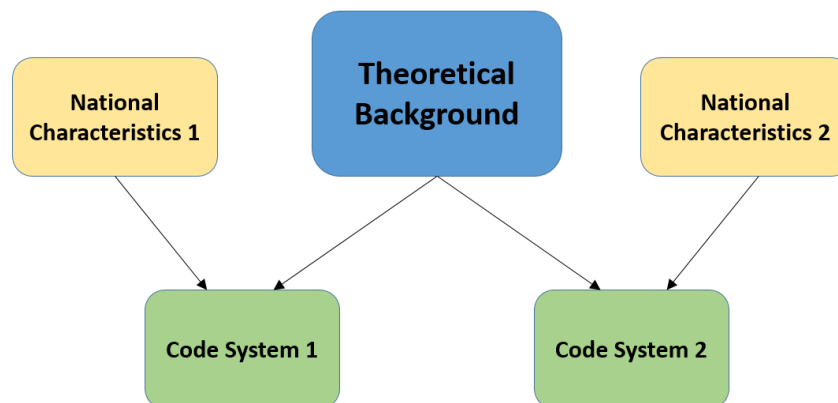 National
Characteristics 1
Theoretical
Background
National
Characteristics 2
Code System 1
Code System 2